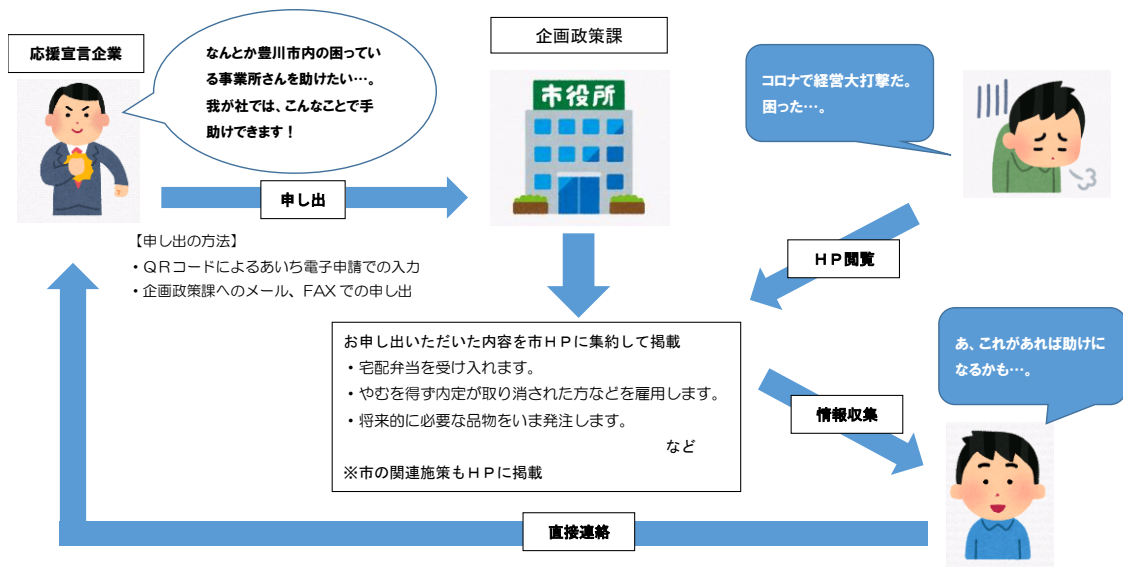 応援宣言企業
なんとか豊川市内の困ってい
る事業所さんを助けたい…。
我が社では、こんなことで手
助けできます！
企画政策課
市役所
コロナで経営大打撃だ。
困った…。
申し出
【申し出の方法】
・ＱＲコードによるあいち電子申請での入力
・企画政策課へのメール、FAXでの申し出
ＨＰ閲覧
お申し出いただいた内容を市ＨＰに集約して掲載
・宅配弁当を受け入れます。
・やむを得ず内定が取り消された方などを雇用します。
・将来的に必要な品物をいま発注します。
など
※市の関連施策もＨＰに掲載
あ、これがあれば助けに
なるかも…。
情報収集
直接連絡